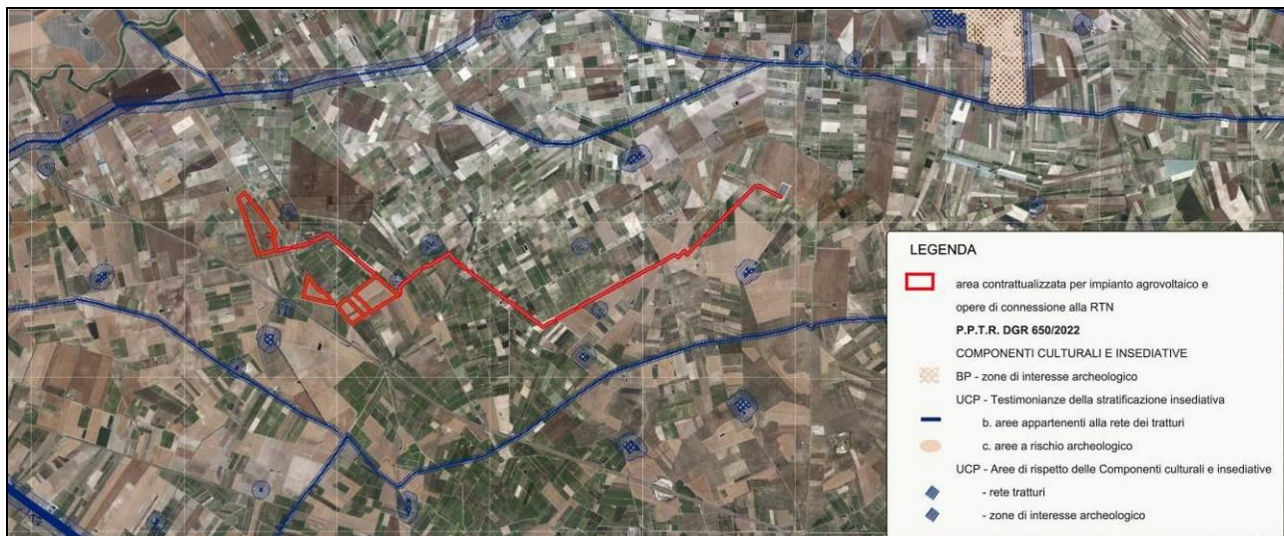 LEGENDA
area contrattualizzata per impianto agrovoltaico e
opere di connessione alla RTN
P.P.T.R. DGR 650/2022
COMPONENTI CULTURALI E INSEDIATIVE
BP - zone di interesse archeologico
UCP - Testimonianze della stratificazione insediativa
b. aree appartenenti alla rete dei tratturi
c. aree a rischio archeologico
UCP - Aree di rispetto delle Componenti culturali e insediative
- rete tratturi
- zone di interesse archeologico